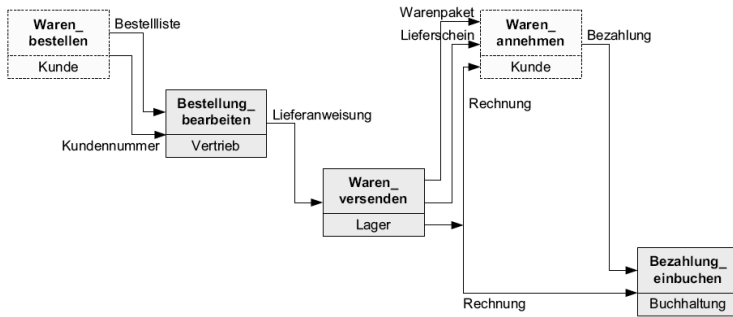 Waren_
bestellen
Kunde
Bestellliste
Kundennummer
Bestellung_
bearbeiten
Vertrieb
Lieferanweisung
Waren_
versenden
Lager
Warenpaket
Lieferschein
Rechnung
Waren_
annehmen
Kunde
Bezahlung
Rechnung
Bezahlung_
einbuchen
Buchhaltung